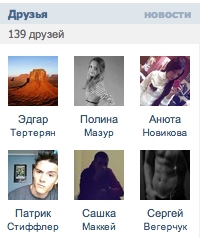 Друзья новости
139 друзей
Эдгар Полина Анюта
Тертерян Мазур Новикова
Патрик Сашка Сергей
Стиффлер Маккей Вегерчук